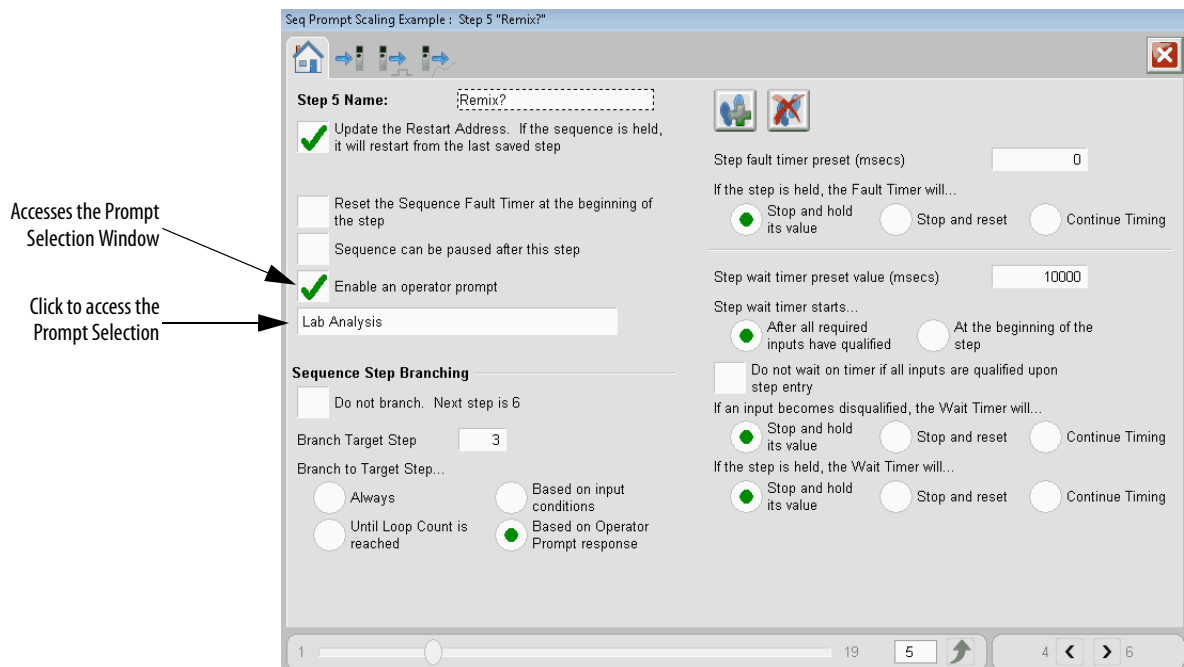 Seq Prompt Scaling Example : Step 5 "Remix?"
Step 5 Name:
Remix?
Update the Restart Address. If the sequence is held,
it will restart from the last saved step
Accesses the Prompt
Selection Window
Reset the Sequence Fault Timer at the beginning of
the step
Sequence can be paused after this step
Enable an operator prompt
Click to access the
Prompt Selection
Lab Analysis
Sequence Step Branching
Do not branch. Next step is 6
Branch Target Step
3
Branch to Target Step...
Always
Based on input
conditions
Until Loop Count is
reached
Based on Operator
Prompt response
Step fault timer preset (msecs)
0
If the step is held, the Fault Timer will...
Stop and hold
its value
Stop and reset
Continue Timing
Step wait timer preset value (msecs)
10000
Step wait timer starts...
After all required
inputs have qualified
At the beginning of the
step
Do not wait on timer if all inputs are qualified upon
step entry
If an input becomes disqualified, the Wait Timer will...
Stop and hold
its value
Stop and reset
Continue Timing
If the step is held, the Wait Timer will...
Stop and hold
its value
Stop and reset
Continue Timing
1
19
5
4
6